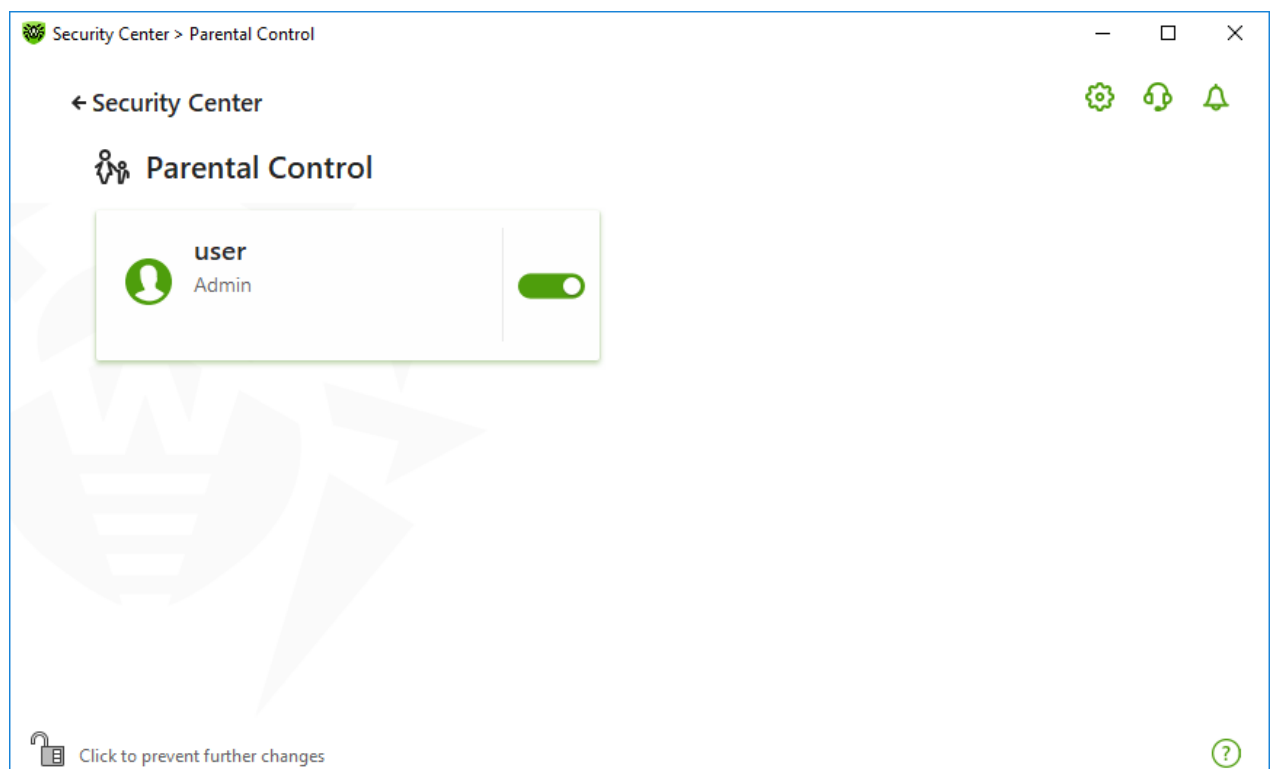 Security Center > Parental Control
Security Center
Parental Control
user
Admin
Click to prevent further changes
?